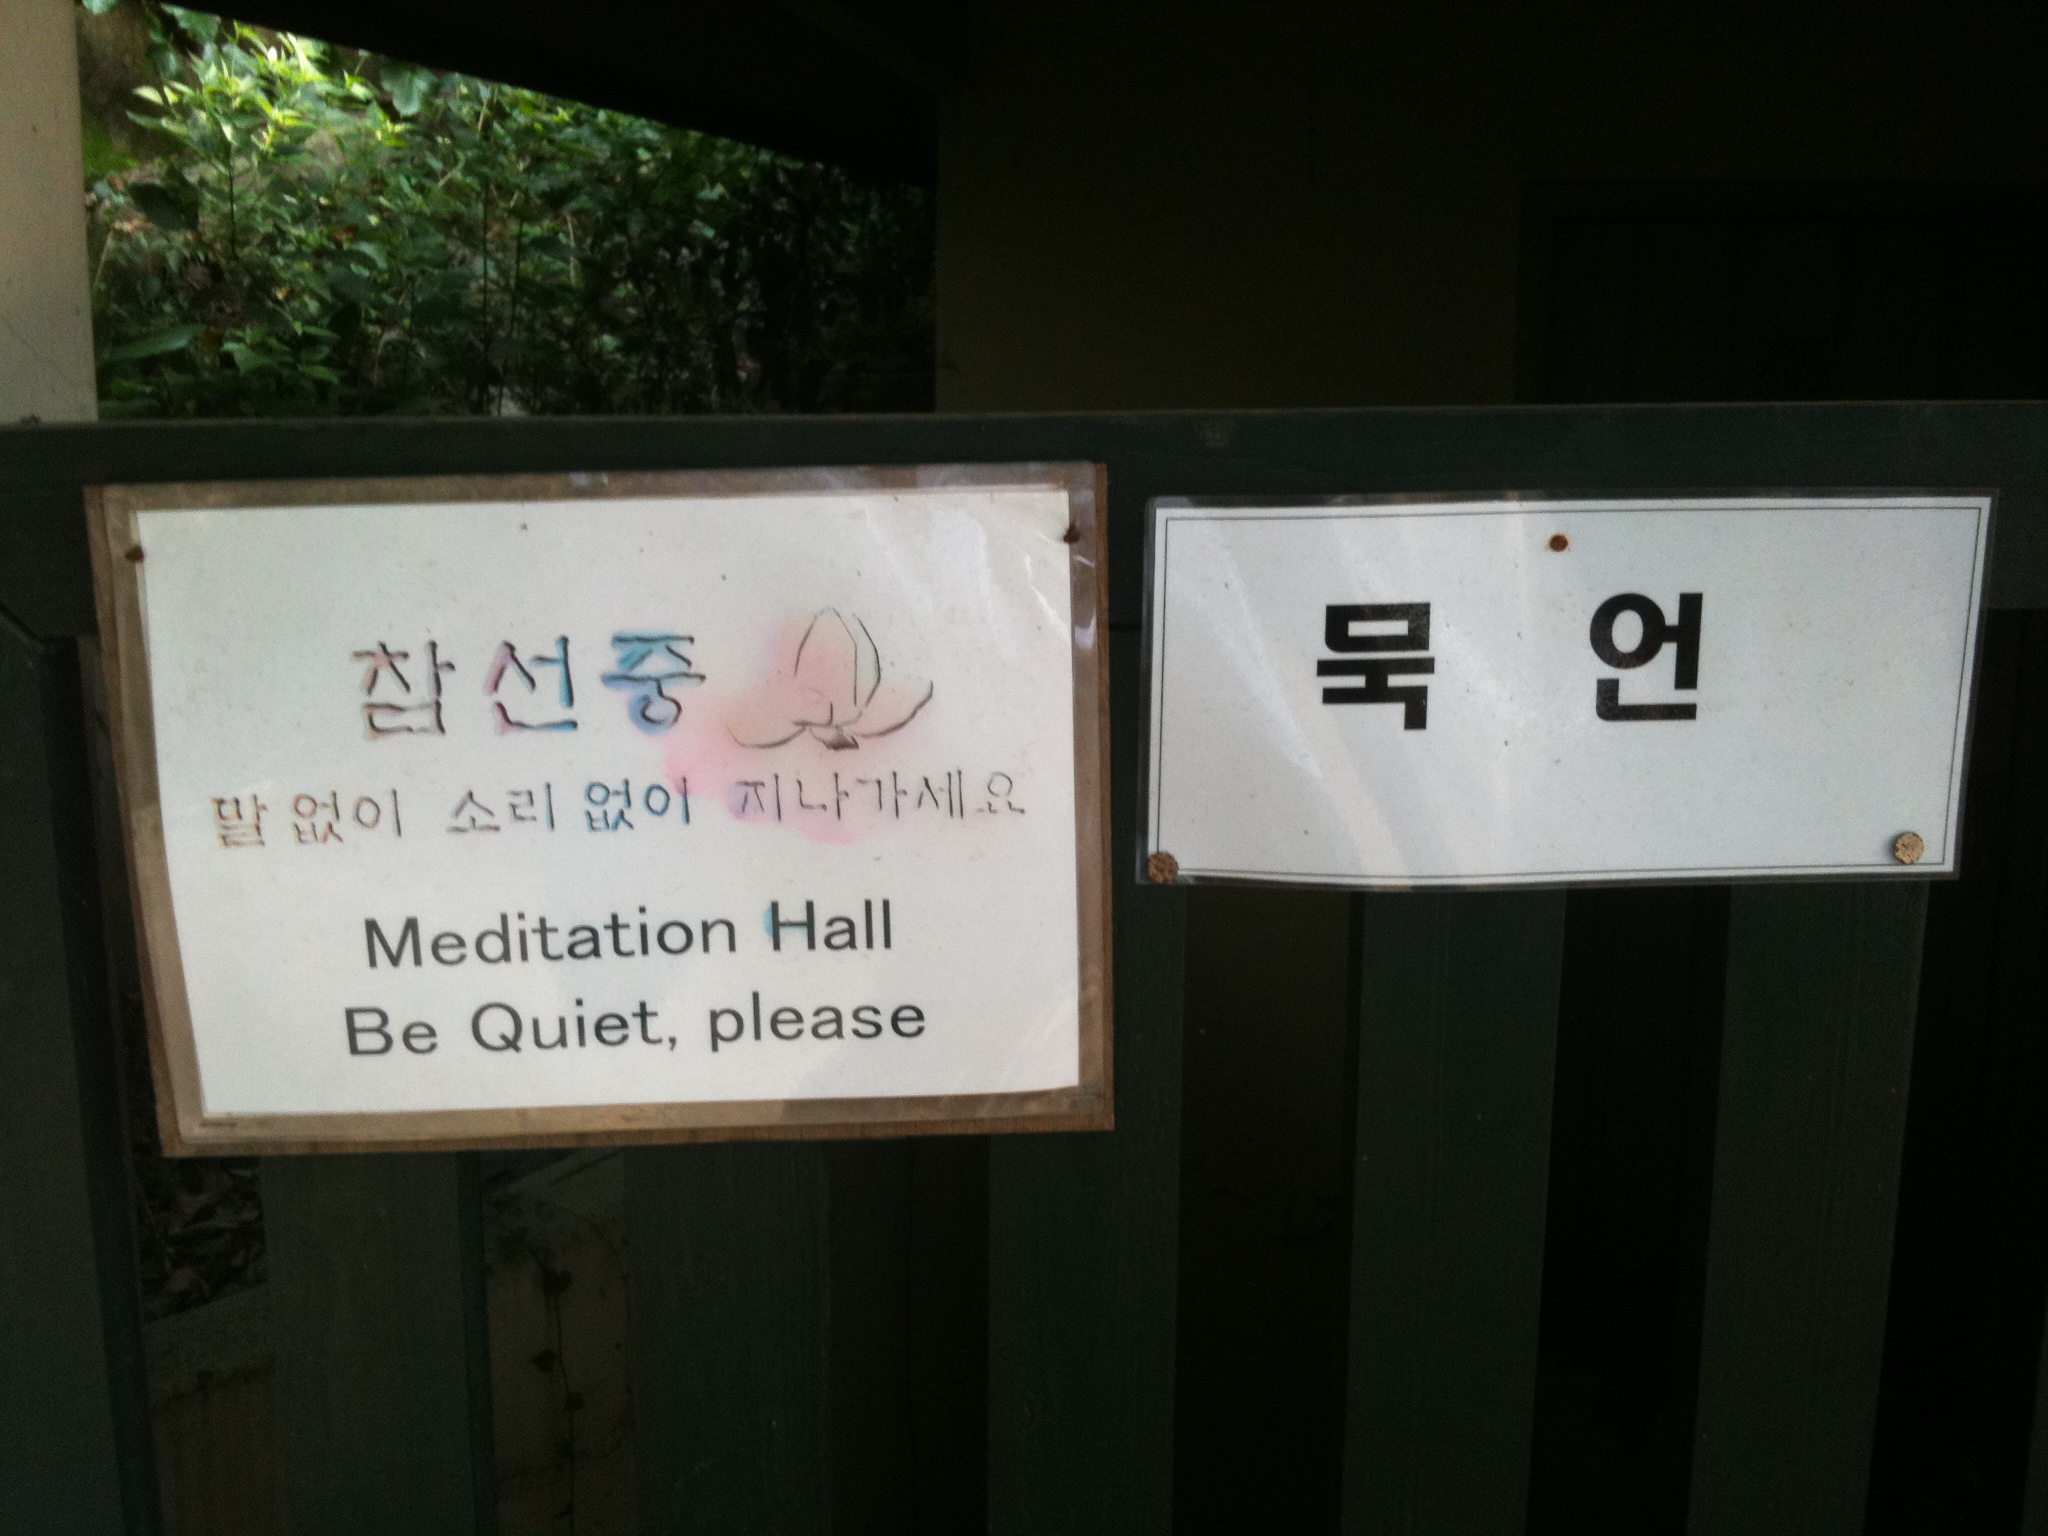 참선중
말 없이 소리 없이 지나가세요
Meditation Hall
Be Quiet, please
묵 언